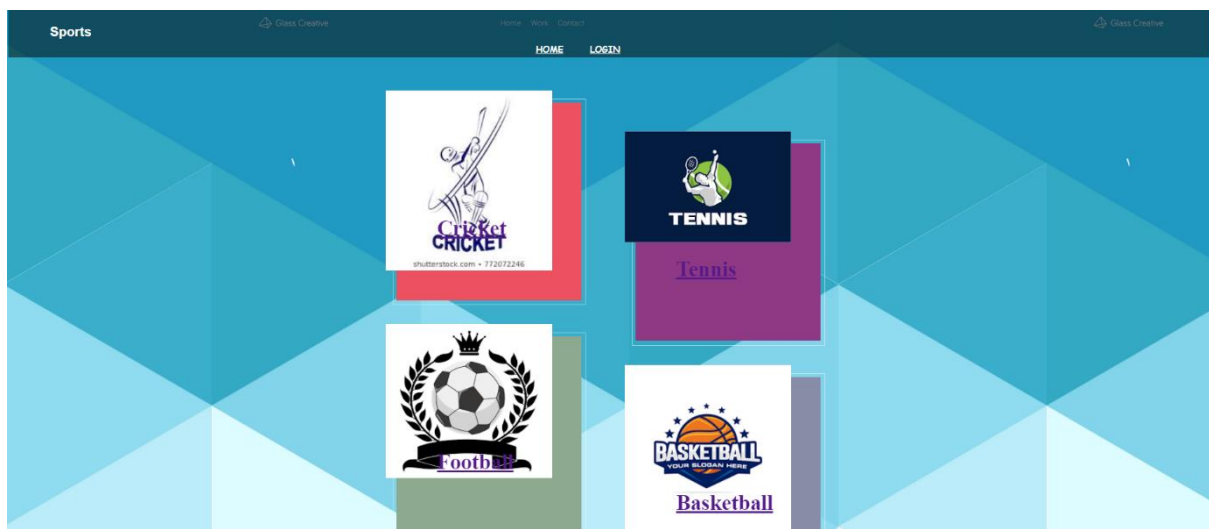 Glass Creative
Home Work Contact
Glass Creative
Sports
HOME LOGIN
Cricket
CRICKET
shutterstock.com • 772072246
TENNIS
Tennis
Football
BASKETBALL
YOUR SLOGAN HERE
Basketball